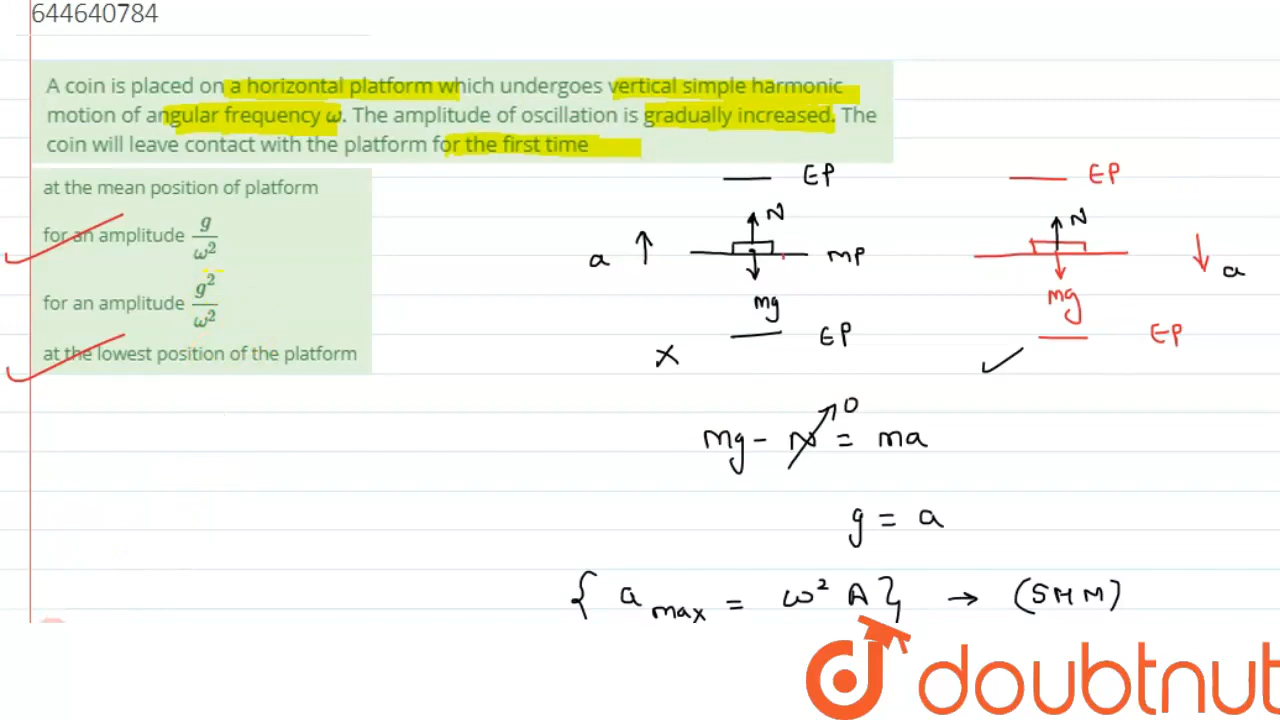 644640784
A coin is placed on a horizontal platform which undergoes vertical simple harmonic
motion of angular frequency ω. The amplitude of oscillation is gradually increased. The
coin will leave contact with the platform for the first time
at the mean position of platform
for an amplitude g/ω²
for an amplitude g²/ω²
at the lowest position of the platform
EP
N
a
MP
mg
EP
EP
N
a
mg
EP
mg - N = ma
0
g = a
{ a max = ω² A } → (SHM)
doubtnut